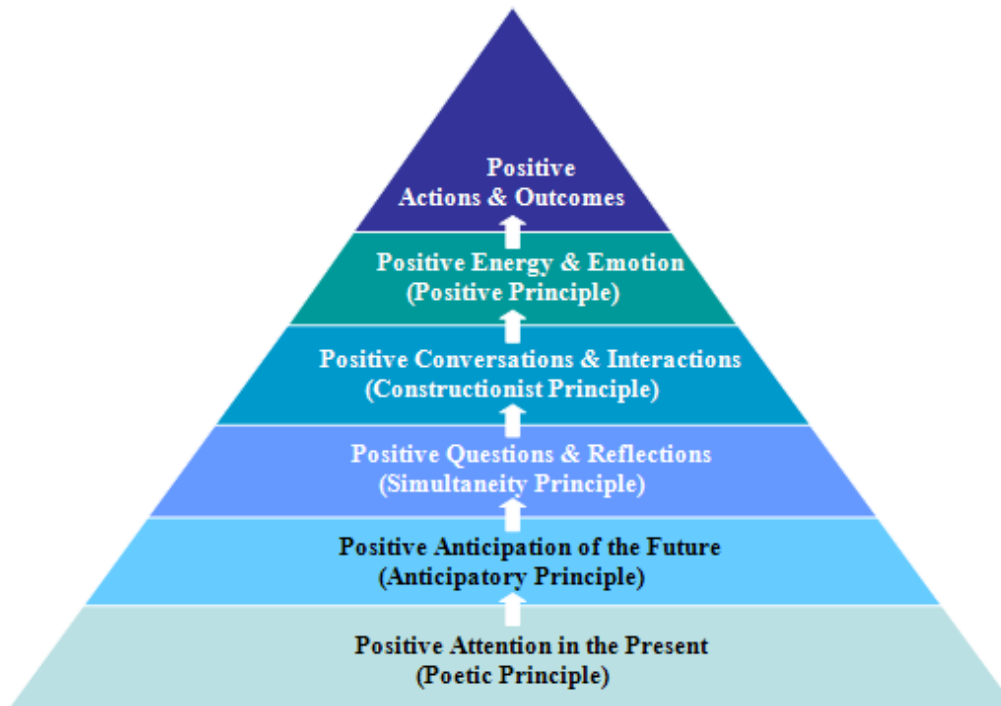 Positive
Actions & Outcomes
Positive Energy & Emotion
(Positive Principle)
Positive Conversations & Interactions
(Constructionist Principle)
Positive Questions & Reflections
(Simultaneity Principle)
Positive Anticipation of the Future
(Anticipatory Principle)
Positive Attention in the Present
(Poetic Principle)